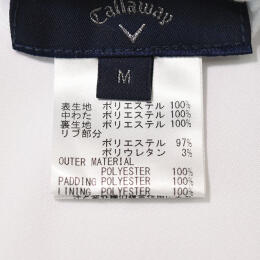 Callaway
M
表生地 ポリエステル 100%
中わた ポリエステル 100%
裏生地 ポリエステル 100%
リブ部分
ポリエステル 97%
ポリウレタン 3%
OUTER MATERIAL
POLYESTER 100%
PADDING POLYESTER 100%
LINING POLYESTER 100%